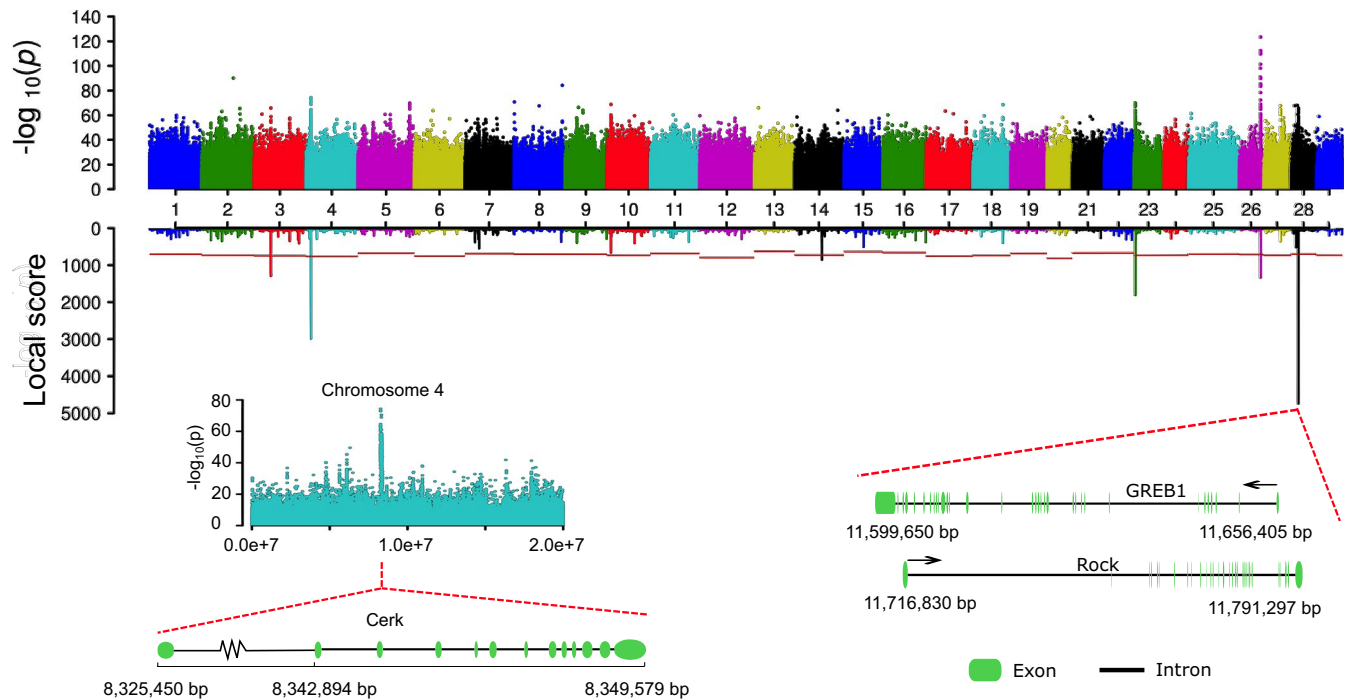 140
120
100
80
60
40
20
0
-log 10(p)
1 2 3 4 5 6 7 8 9 10 11 12 13 14 15 16 17 18 19 21 23 25 26 28
0
1000
2000
3000
4000
5000
Local score
Chromosome 4
80
60
40
20
0
-log10(p)
0.0e+7 1.0e+7 2.0e+7
Cerk
8,325,450 bp 8,342,894 bp 8,349,579 bp
GREB1
11,599,650 bp 11,656,405 bp
Rock
11,716,830 bp 11,791,297 bp
Exon Intron